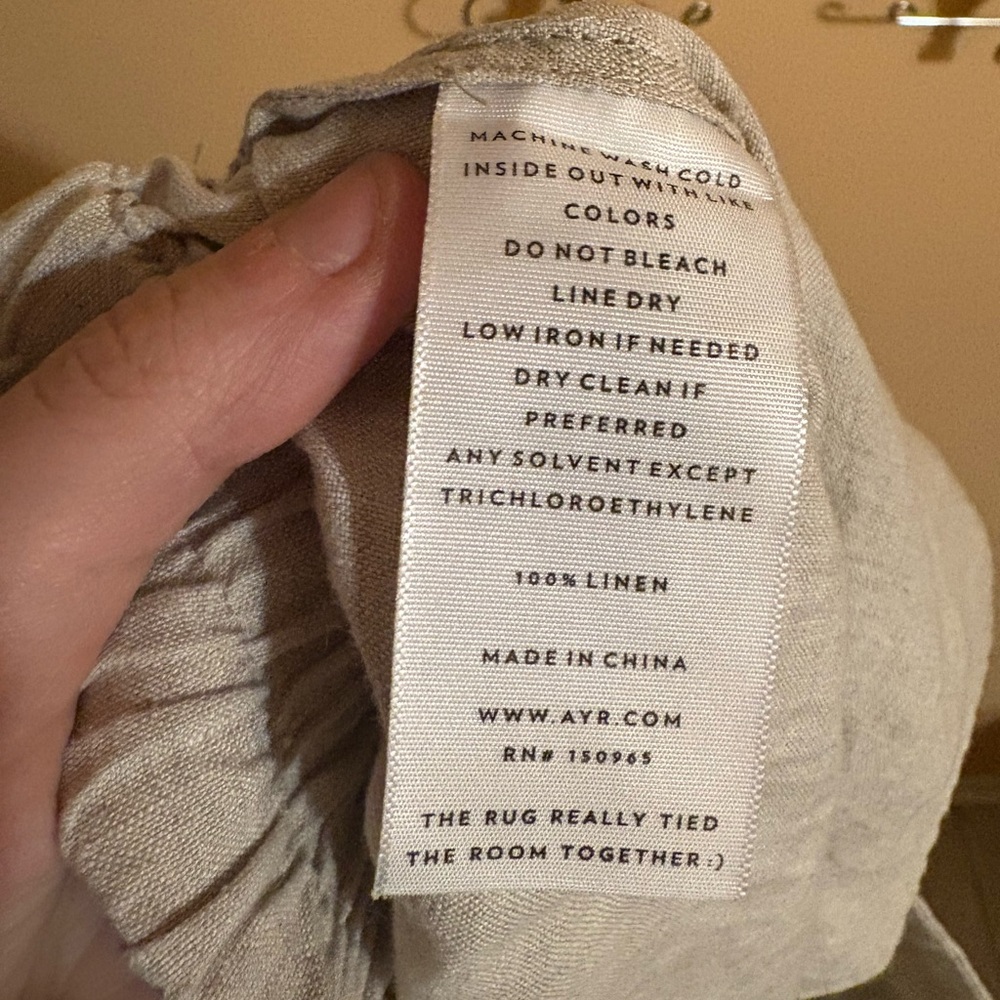 MACHINE WASH COLD
INSIDE OUT WITH LIKE
COLORS
DO NOT BLEACH
LINE DRY
LOW IRON IF NEEDED
DRY CLEAN IF
PREFERRED
ANY SOLVENT EXCEPT
TRICHLOROETHYLENE
100% LINEN
MADE IN CHINA
WWW.AYR.COM
RN# 150965
THE RUG REALLY TIED
THE ROOM TOGETHER :)